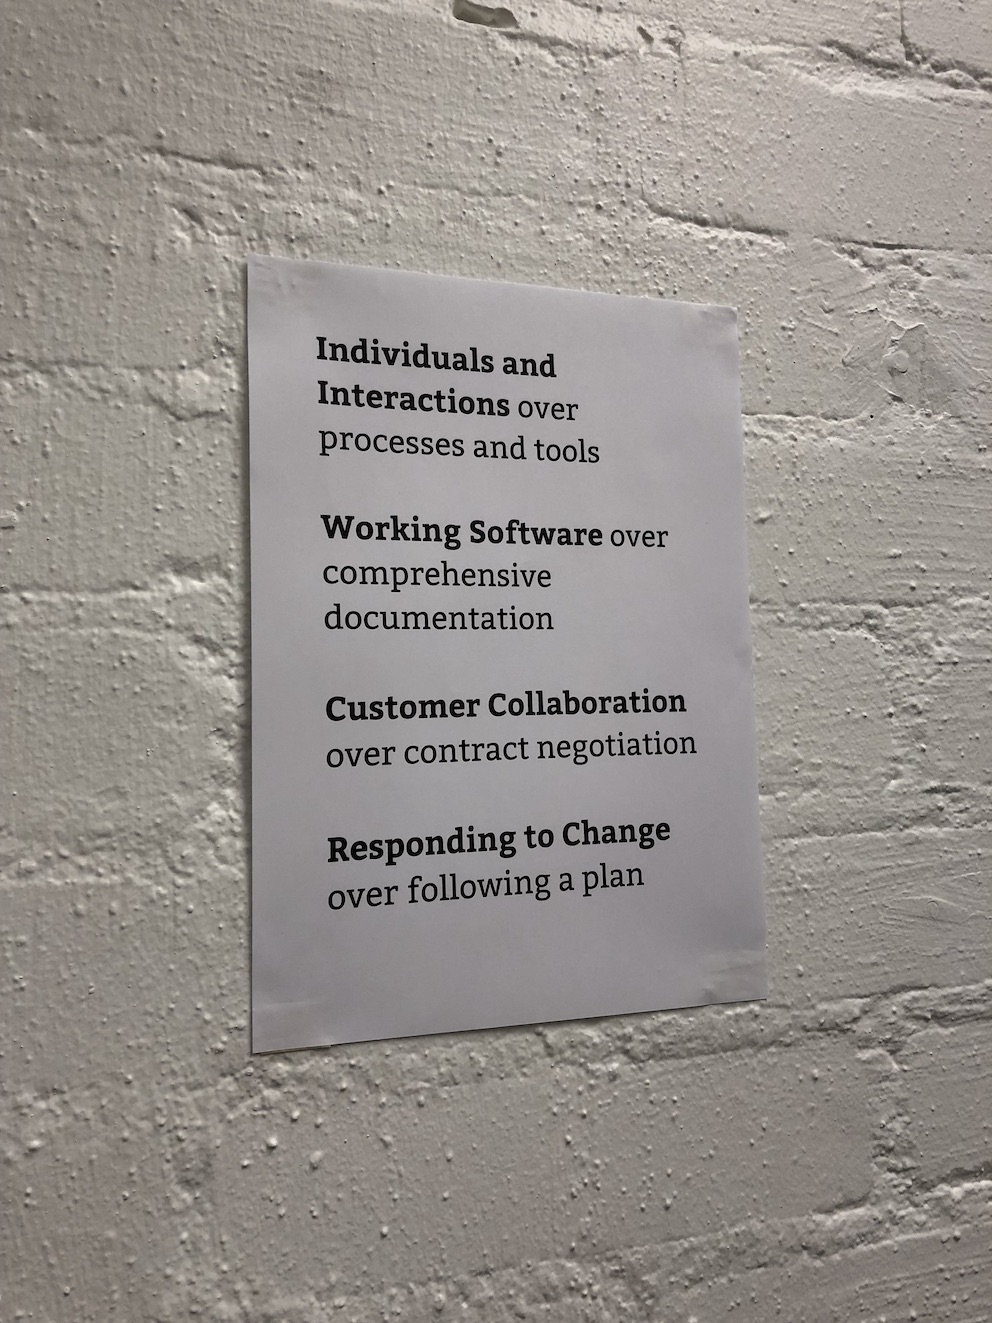 Individuals and
Interactions over
processes and tools
Working Software over
comprehensive
documentation
Customer Collaboration
over contract negotiation
Responding to Change
over following a plan